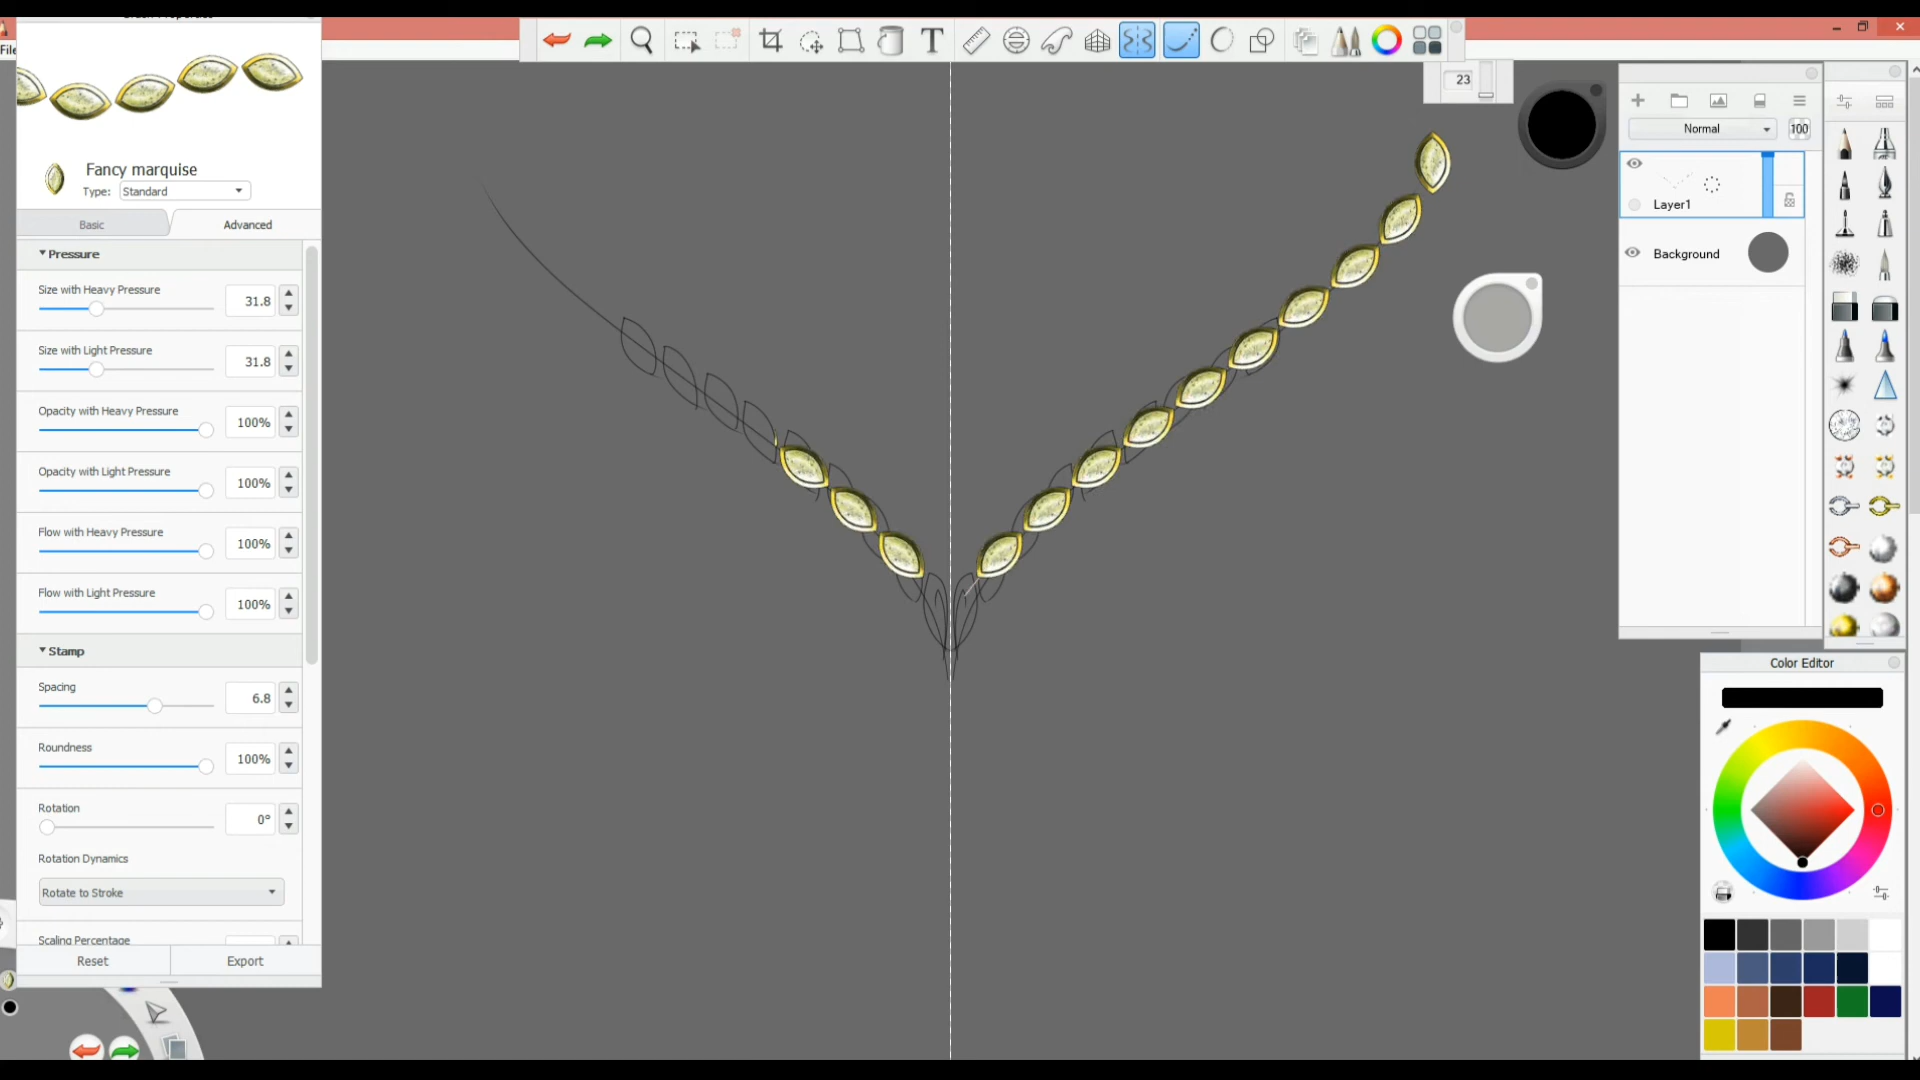 Brush Properties
File
23
Fancy marquise
Type: Standard
Basic
Advanced
Normal
100
Layer1
Background
Pressure
Size with Heavy Pressure
31.8
Size with Light Pressure
31.8
Opacity with Heavy Pressure
100%
Opacity with Light Pressure
100%
Flow with Heavy Pressure
100%
Flow with Light Pressure
100%
Stamp
Spacing
6.8
Roundness
100%
Rotation
0°
Rotation Dynamics
Rotate to Stroke
Scaling Percentage
Reset
Export
Color Editor